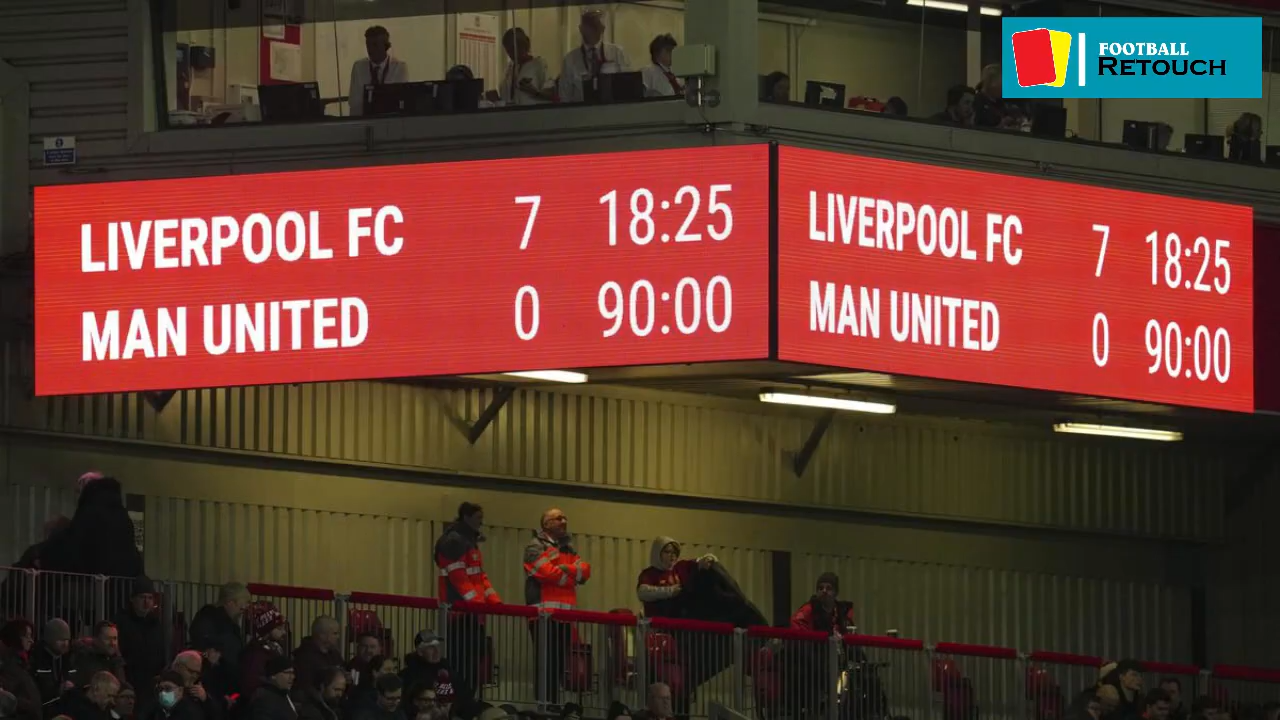 FOOTBALL
RETOUCH
LIVERPOOL FC 7 18:25
MAN UNITED 0 90:00
LIVERPOOL FC 7 18:25
MAN UNITED 0 90:00